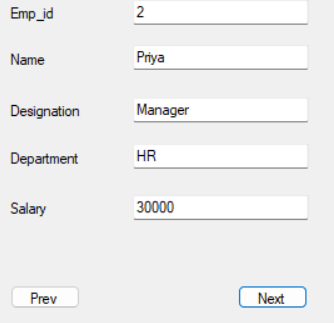 Emp_id 2
Name Priya
Designation Manager
Department HR
Salary 30000
Prev Next